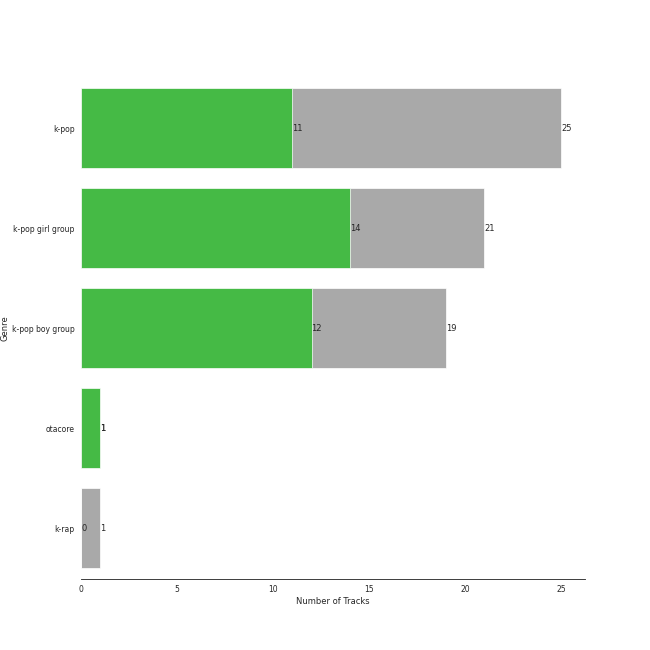 k-pop 11 25
k-pop girl group 14 21
k-pop boy group 12 19
Genre
otacore 1 1
k-rap 0 1
0 5 10 15 20 25
Number of Tracks